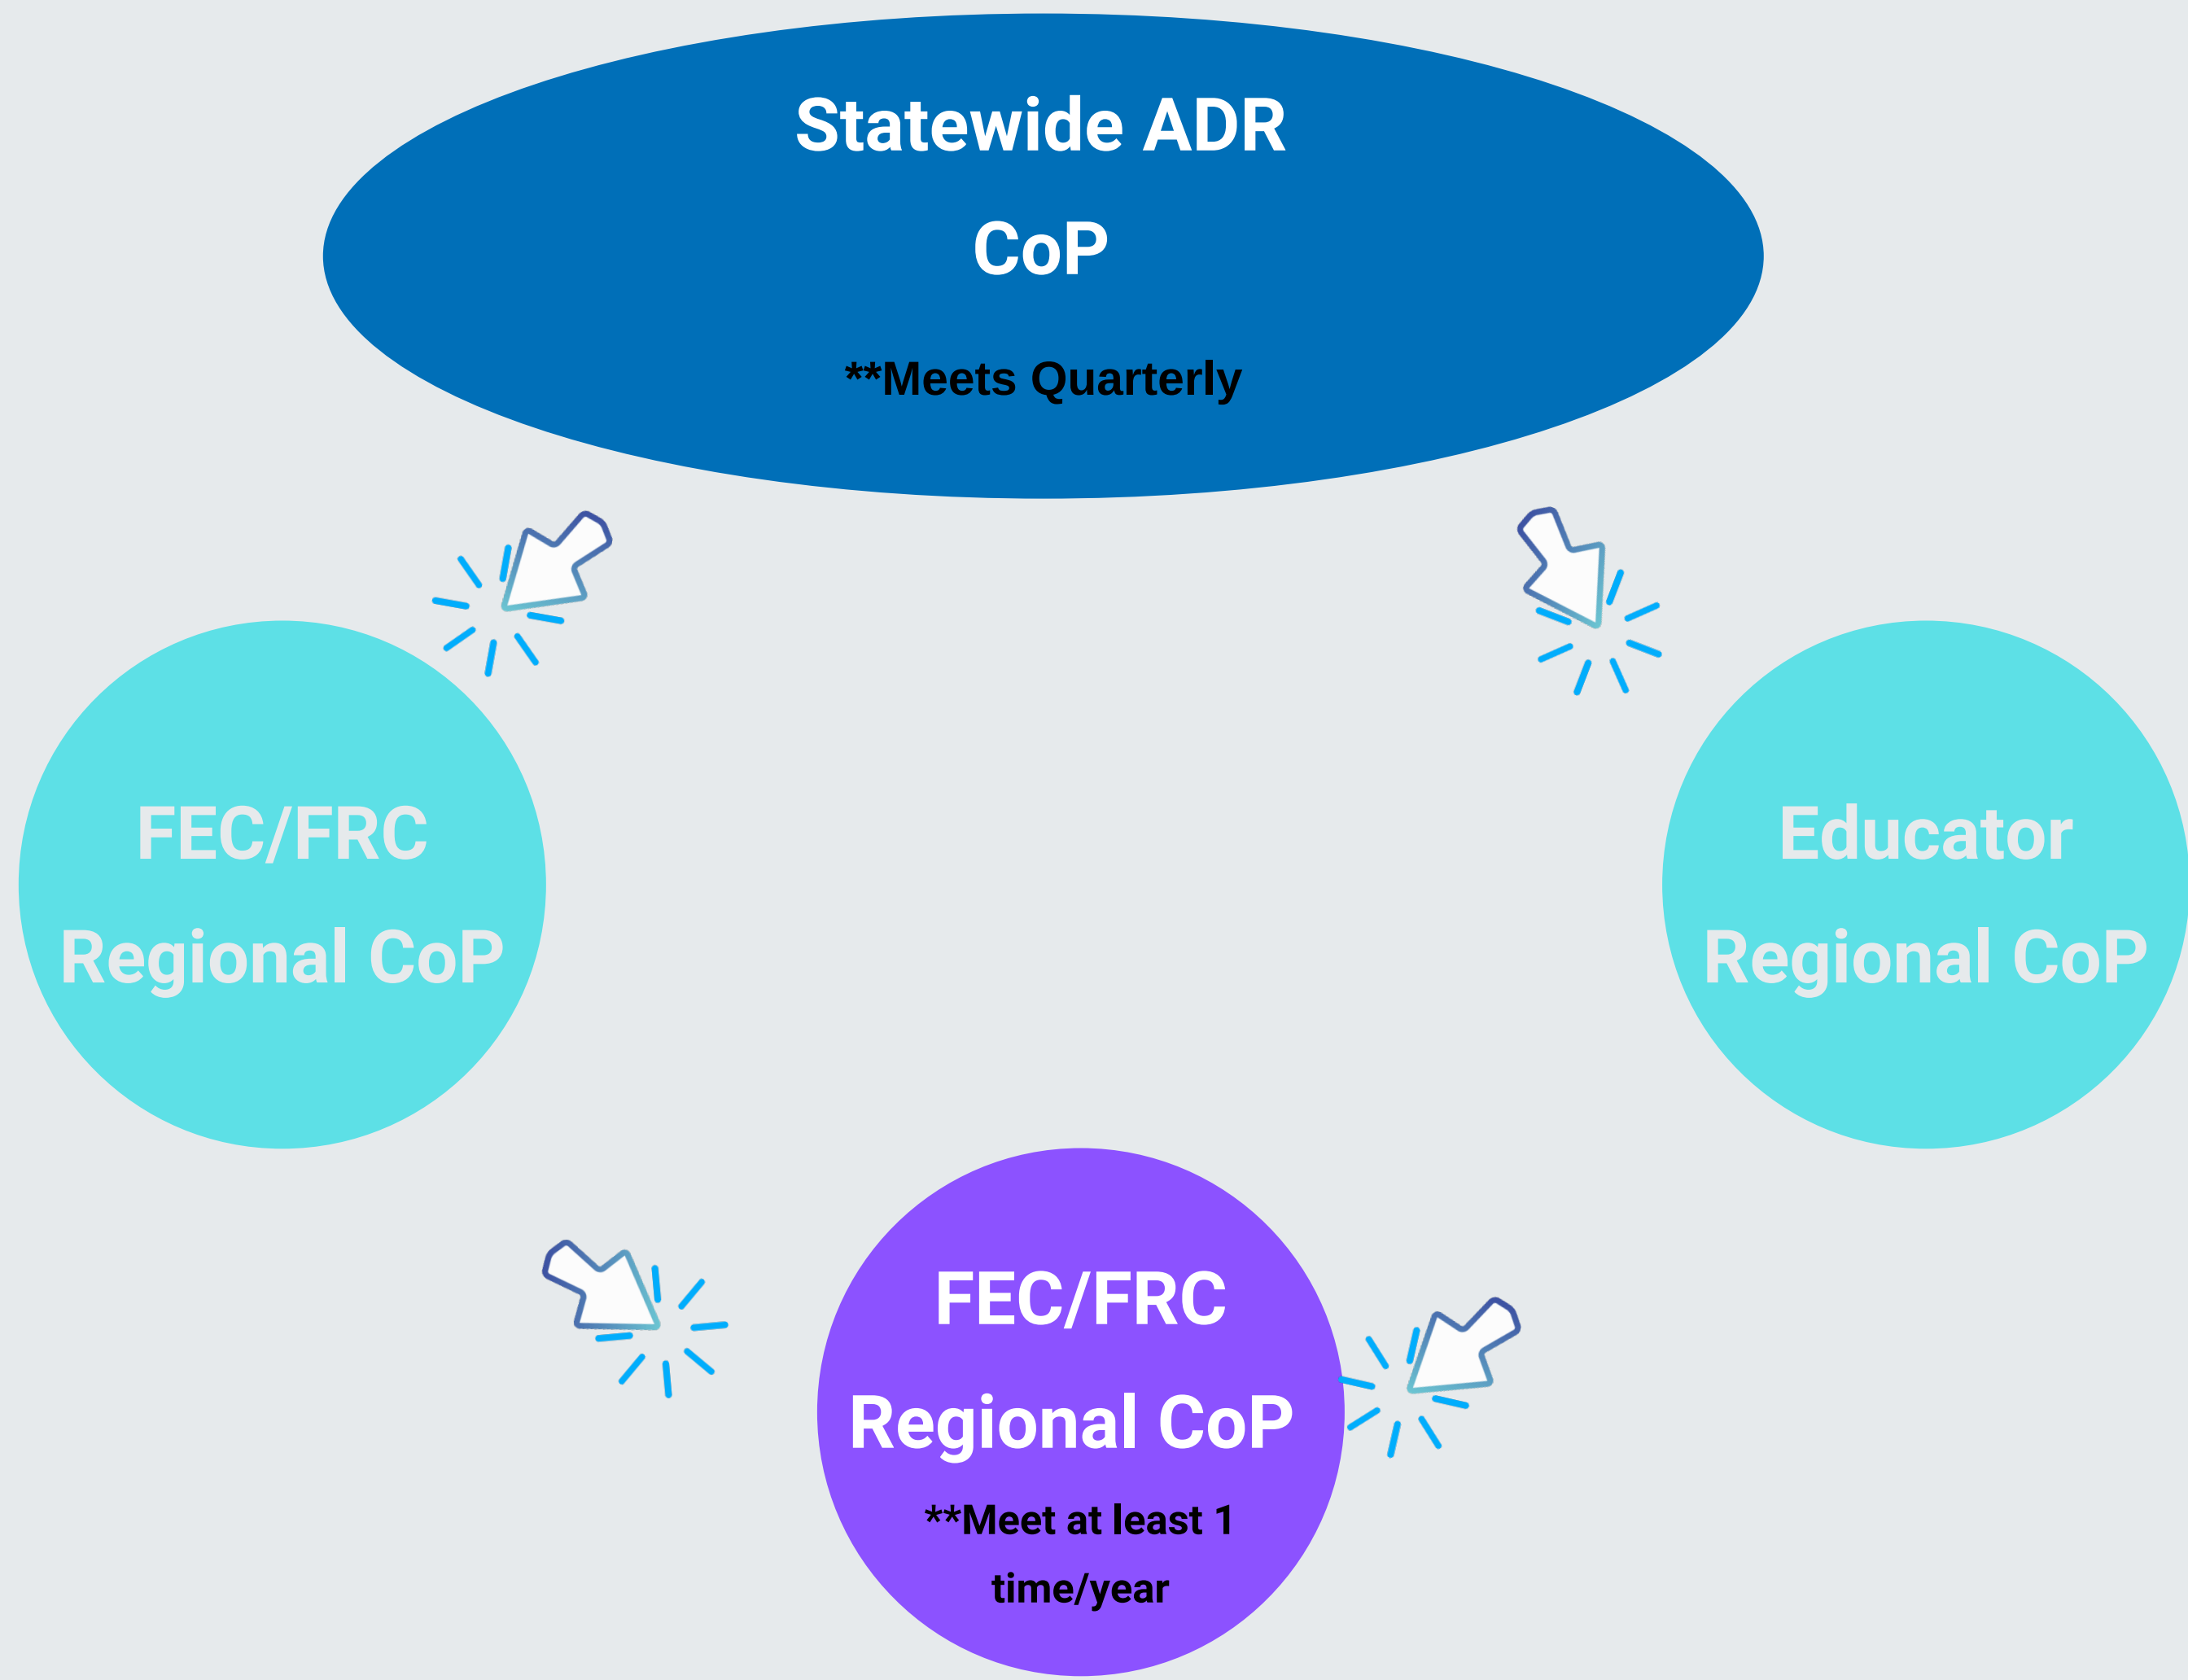 Statewide ADR
CoP
**Meets Quarterly
FEC/FRC
Regional CoP
Educator
Regional CoP
FEC/FRC
Regional CoP
**Meet at least 1
time/year